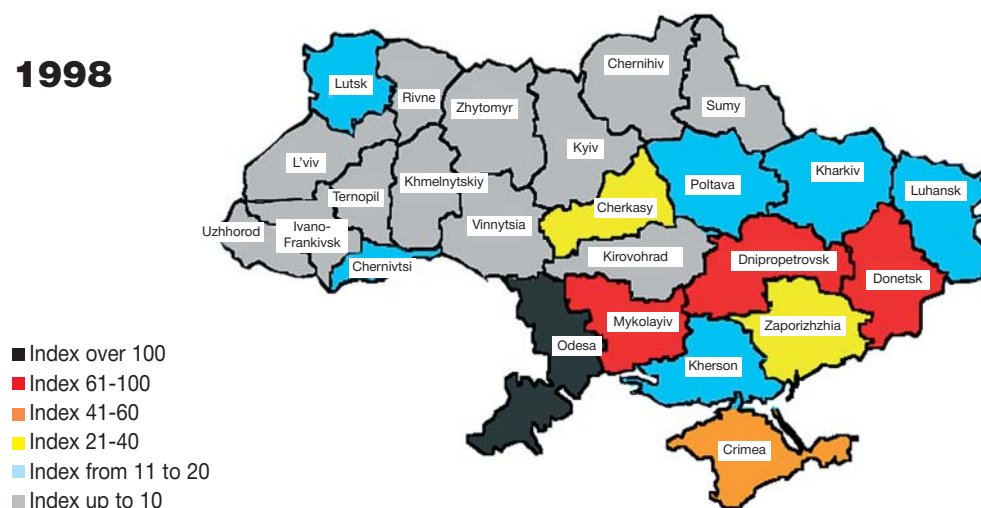 1998
Chernihiv
Lutsk
Rivne
Zhytomyr
Sumy
Kyiv
L'viv
Kharkiv
Khmelnytskiy
Poltava
Luhansk
Ternopil
Cherkasy
Vinnytsia
Uzhhorod
Ivano-
Frankivsk
Kirovohrad
Dnipropetrovsk
Chernivtsi
Donetsk
Mykolayiv
Zaporizhzhia
Odesa
Kherson
Crimea
Index over 100
Index 61-100
Index 41-60
Index 21-40
Index from 11 to 20
Index up to 10